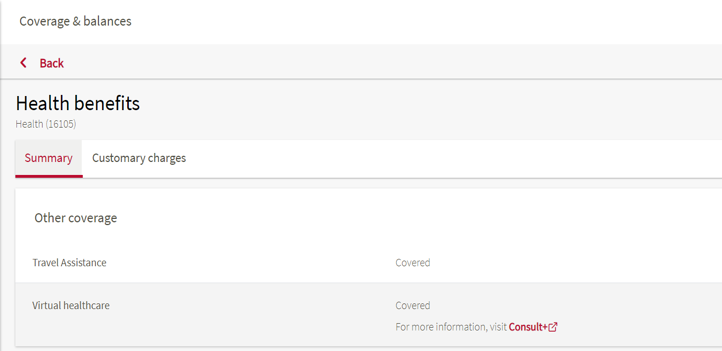 Coverage & balances
Back
Health benefits
Health (16105)
Summary Customary charges
Other coverage
Travel Assistance Covered
Virtual healthcare Covered
For more information, visit Consult+